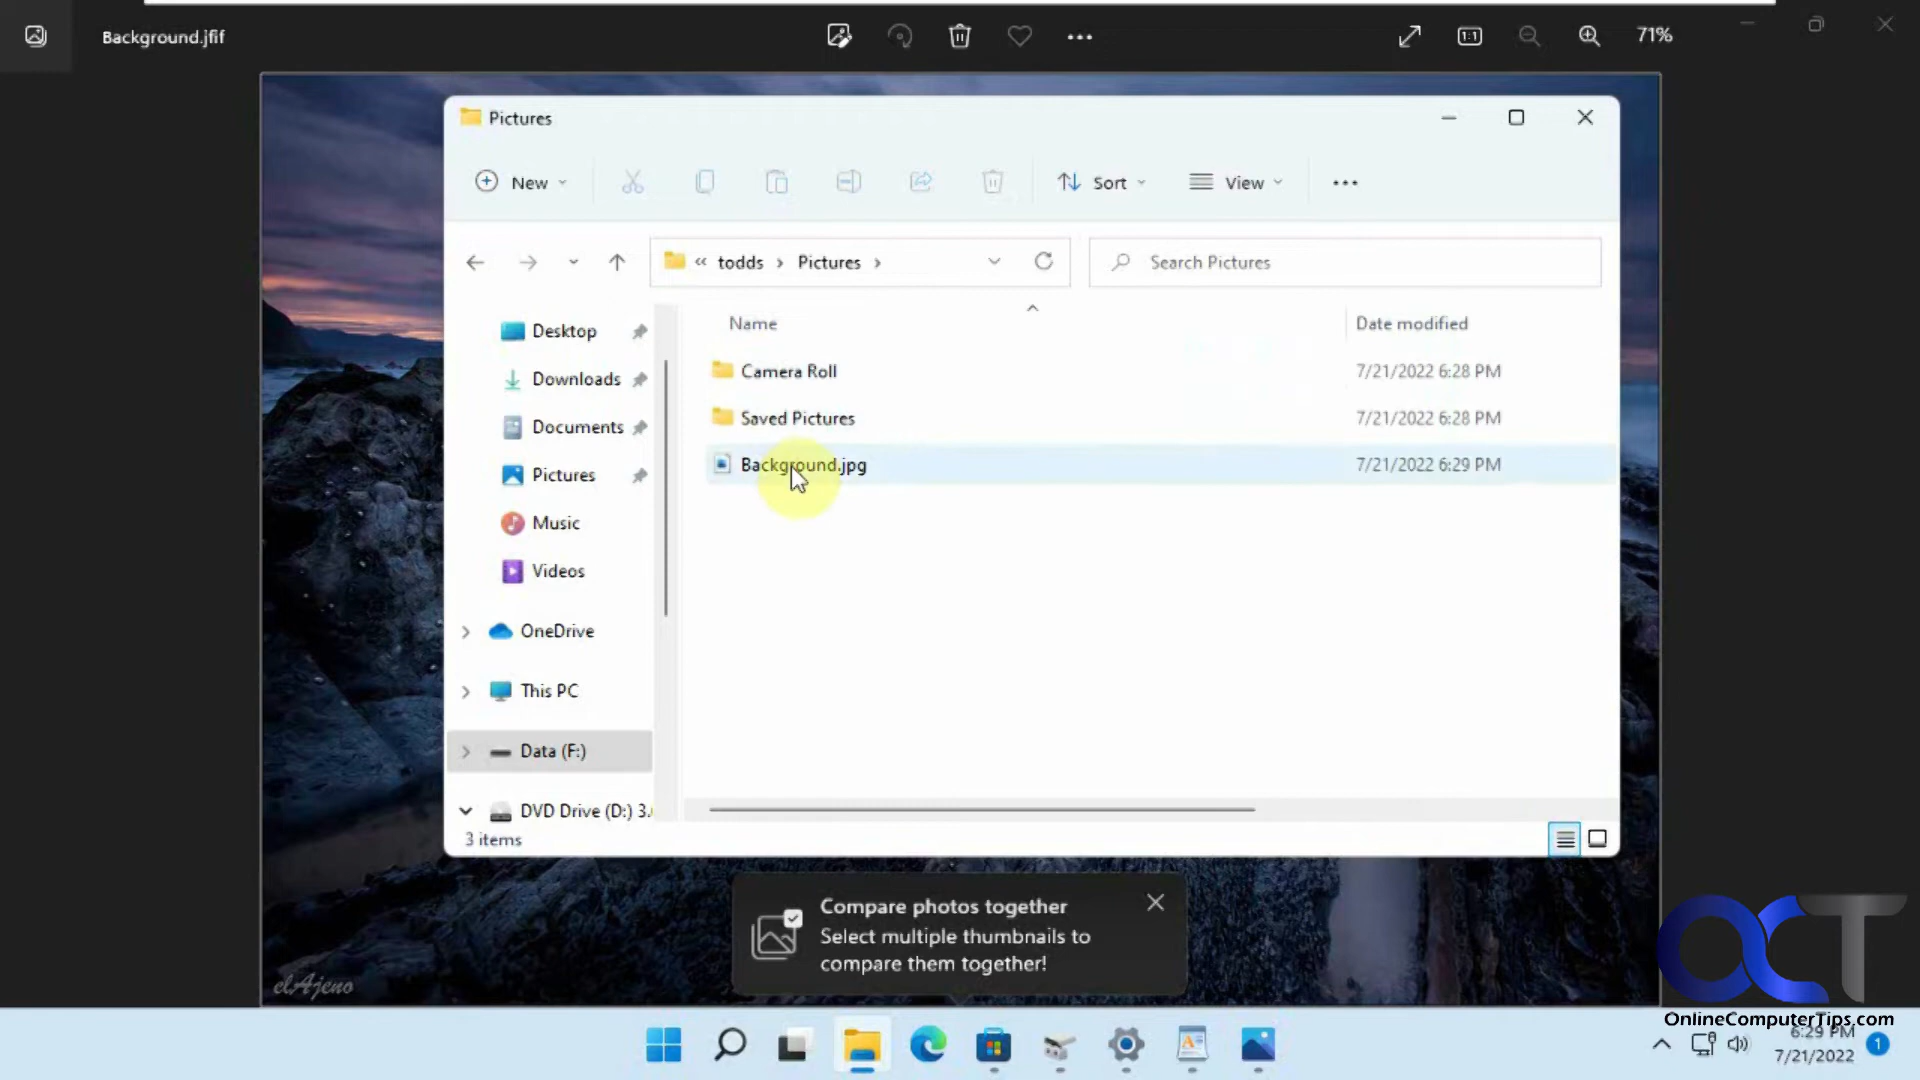 Background.jfif
71%
Pictures
New
Sort
View
todds
Pictures
Search Pictures
Name
Date modified
Desktop
Downloads
Documents
Pictures
Music
Videos
OneDrive
This PC
Data (F:)
DVD Drive (D:) 3.
Camera Roll
7/21/2022 6:28 PM
Saved Pictures
7/21/2022 6:28 PM
Background.jpg
7/21/2022 6:29 PM
3 items
Compare photos together
Select multiple thumbnails to
compare them together!
elAjeno
OCT
OnlineComputerTips.com
6:29 PM
7/21/2022
1